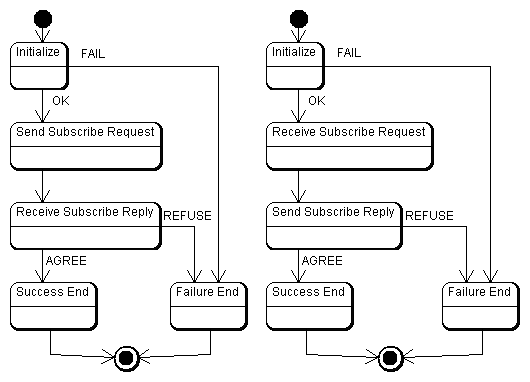 Initialize
FAIL
OK
Send Subscribe Request
Receive Subscribe Reply
REFUSE
AGREE
Success End
Failure End
Initialize
FAIL
OK
Receive Subscribe Request
Send Subscribe Reply
REFUSE
AGREE
Success End
Failure End